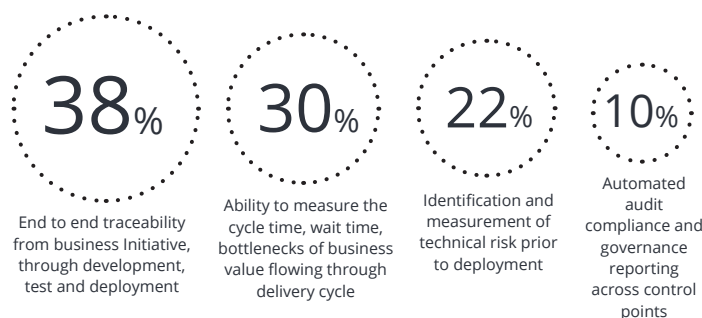 38%
End to end traceability
from business Initiative,
through development,
test and deployment
30%
Ability to measure the
cycle time, wait time,
bottlenecks of business
value flowing through
delivery cycle
22%
Identification and
measurement of
technical risk prior
to deployment
10%
Automated
audit
compliance and
governance
reporting
across control
points